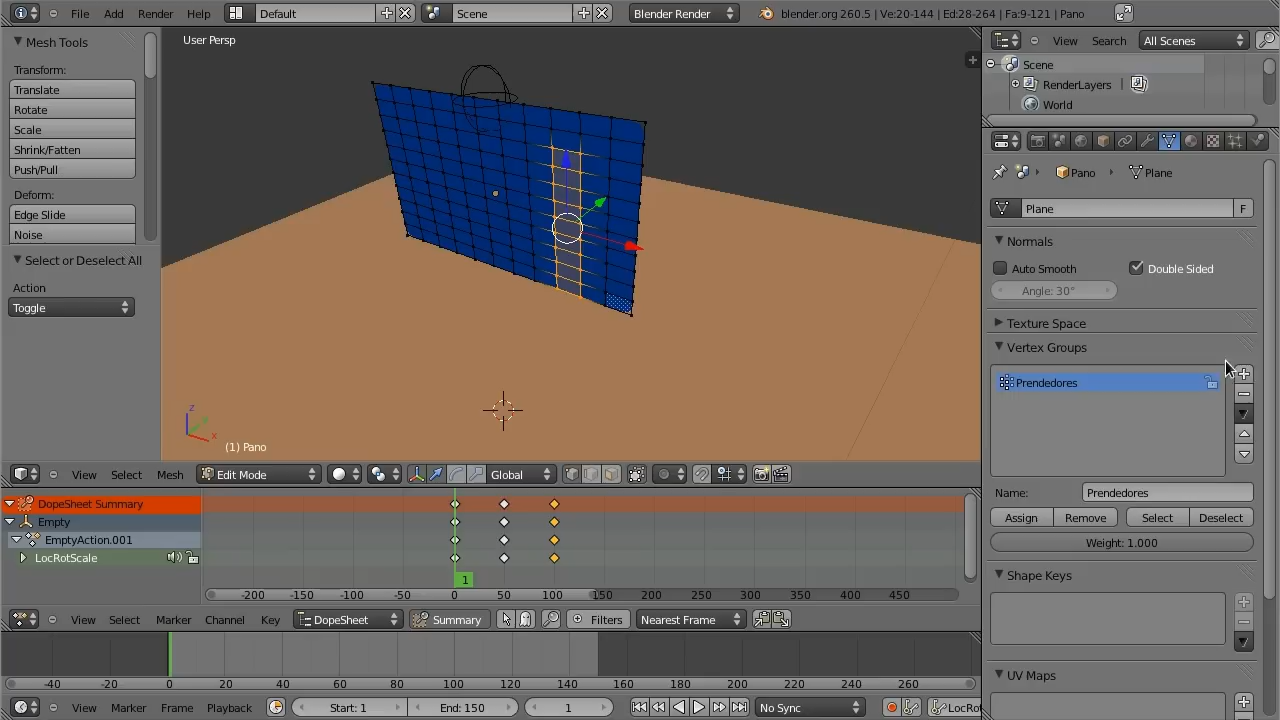 File Add Render Help Default Scene Blender Render blender.org 260.5 | Ve:20-144 | Ed:28-264 | Fa:9-121 | Pano
Mesh Tools
Transform:
Translate
Rotate
Scale
Shrink/Fatten
Push/Pull
Deform:
Edge Slide
Noise
Select or Deselect All
Action
Toggle
User Persp
z
y
x
(1) Pano
View Select Mesh Edit Mode Global
View Search All Scenes
Scene
RenderLayers |
World
Pano Plane
Plane F
Normals
Auto Smooth Double Sided
Angle: 30°
Texture Space
Vertex Groups
Prendedores
Name: Prendedores
Assign Remove Select Deselect
Weight: 1.000
Shape Keys
UV Maps
DopeSheet Summary
Empty
EmptyAction.001
LocRotScale
1
-200 -150 -100 -50 0 50 100 150 200 250 300 350 400 450
View Select Marker Channel Key DopeSheet Summary Filters Nearest Frame
-40 -20 0 20 40 60 80 100 120 140 160 180 200 220 240 260
View Marker Frame Playback Start: 1 End: 150 1 No Sync LocRo